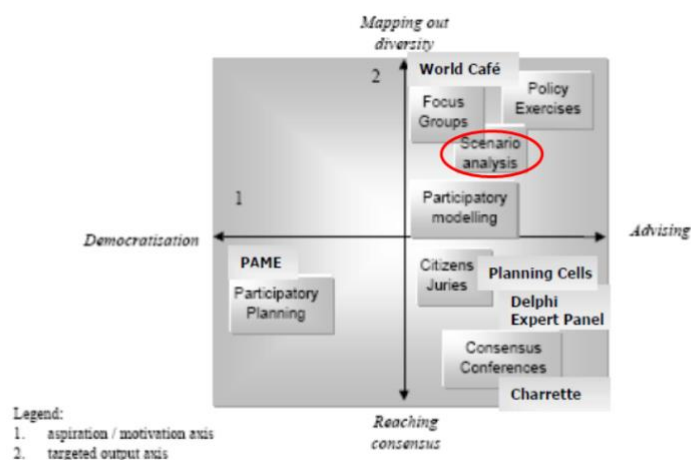 Mapping out
diversity
2
World Café
Focus
Groups
Policy
Exercises
Scenario
analysis
1
Participatory
modelling
Democratisation
Advising
PAME
Participatory
Planning
Citizens
Juries
Planning Cells
Delphi
Expert Panel
Consensus
Conferences
Charrette
Reaching
consensus
Legend:
1. aspiration / motivation axis
2. targeted output axis